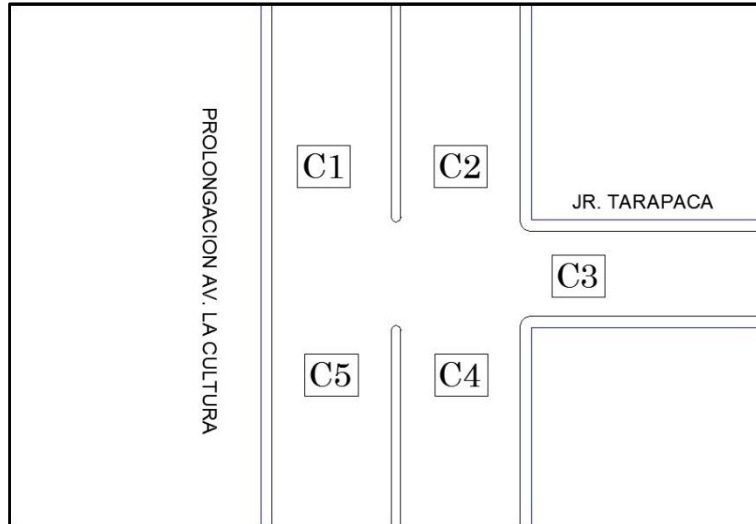 PROLONGACION AV. LA CULTURA
C1
C2
JR. TARAPACA
C3
C5
C4